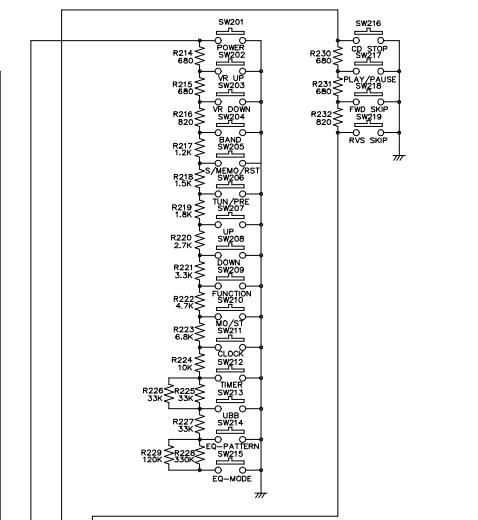 SW201
POWER
R214
680
SW202
VR UP
R215
680
SW203
VR DOWN
R216
820
SW204
BAND
R217
1.2K
SW205
S/MEMO/RST
R218
1.5K
SW206
TUN/PRE
R219
1.8K
SW207
UP
R220
2.7K
SW208
DOWN
R221
3.3K
SW209
FUNCTION
R222
4.7K
SW210
MO/ST
R223
6.8K
SW211
CLOCK
R224
10K
SW212
TIMER
R226
33K
R225
33K
SW213
UBB
R227
33K
SW214
EQ-PATTERN
R229
120K
R228
330K
SW215
EQ-MODE
SW216
CD STOP
R230
680
SW217
PLAY/PAUSE
R231
680
SW218
FWD SKIP
R232
820
SW219
RVS SKIP